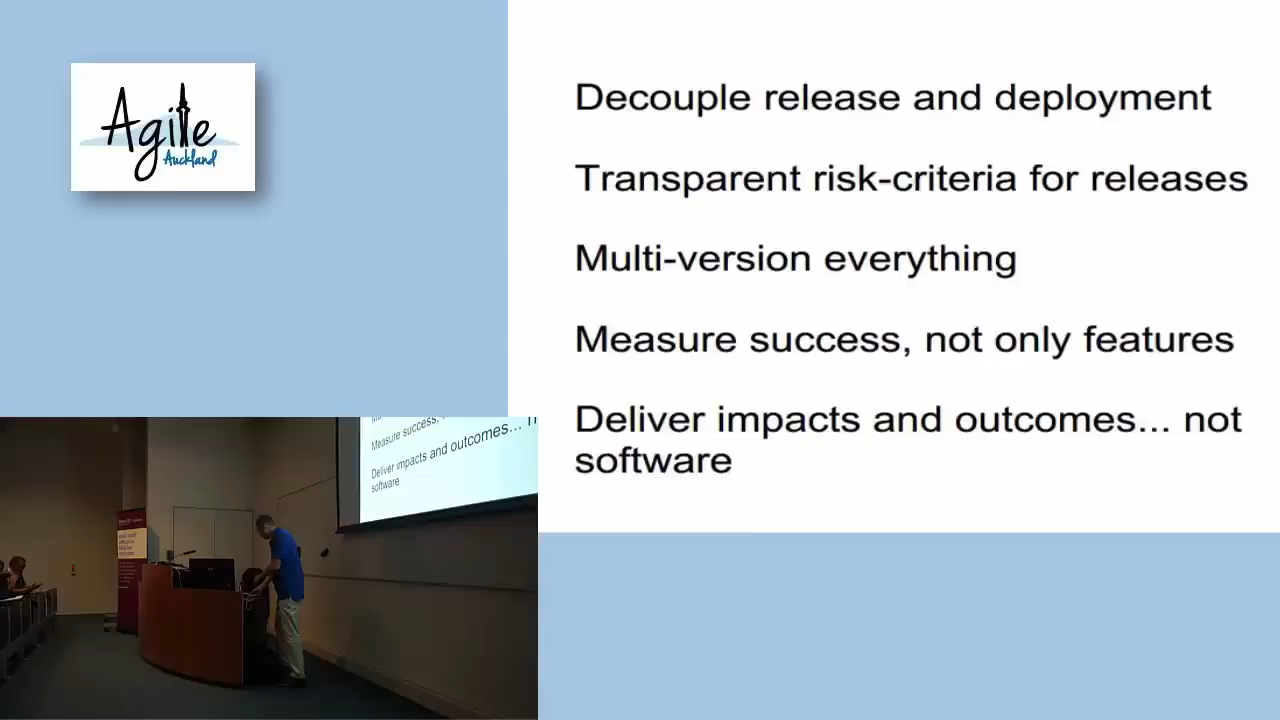 Agile
Auckland
Decouple release and deployment
Transparent risk-criteria for releases
Multi-version everything
Measure success, not only features
Deliver impacts and outcomes... not
software
Measure success,
Deliver impacts and outcomes...
software